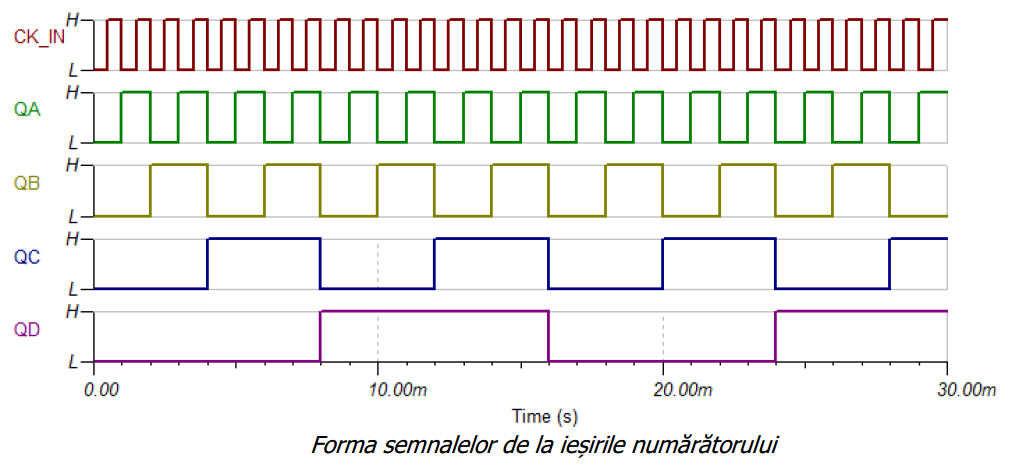 H
CK_IN
L
H
QA
L
H
QB
L
H
QC
L
H
QD
L
0.00 10.00m 20.00m 30.00m
Time (s)
Forma semnalelor de la ieșirile numărătorului